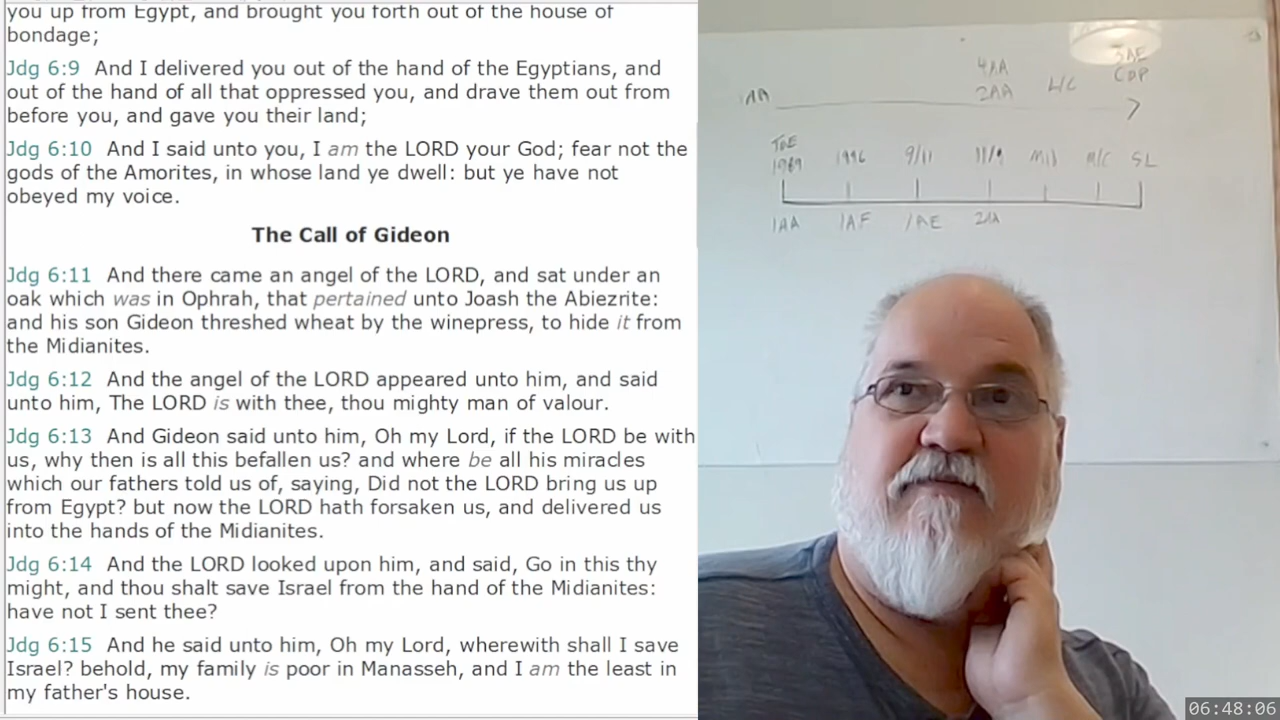 you up from Egypt, and brought you forth out of the house of
bondage;
Jdg 6:9 And I delivered you out of the hand of the Egyptians, and
out of the hand of all that oppressed you, and drave them out from
before you, and gave you their land;
Jdg 6:10 And I said unto you, I am the LORD your God; fear not the
gods of the Amorites, in whose land ye dwell: but ye have not
obeyed my voice.
The Call of Gideon
Jdg 6:11 And there came an angel of the LORD, and sat under an
oak which was in Ophrah, that pertained unto Joash the Abiezrite:
and his son Gideon threshed wheat by the winepress, to hide it from
the Midianites.
Jdg 6:12 And the angel of the LORD appeared unto him, and said
unto him, The LORD is with thee, thou mighty man of valour.
Jdg 6:13 And Gideon said unto him, Oh my Lord, if the LORD be with
us, why then is all this befallen us? and where be all his miracles
which our fathers told us of, saying, Did not the LORD bring us up
from Egypt? but now the LORD hath forsaken us, and delivered us
into the hands of the Midianites.
Jdg 6:14 And the LORD looked upon him, and said, Go in this thy
might, and thou shalt save Israel from the hand of the Midianites:
have not I sent thee?
Jdg 6:15 And he said unto him, Oh my Lord, wherewith shall I save
Israel? behold, my family is poor in Manasseh, and I am the least in
my father's house.
4AA
2AA L/C CDP
1989 1996 9/11 11/9 SL
1AA 1AF 1AE
06:48:06